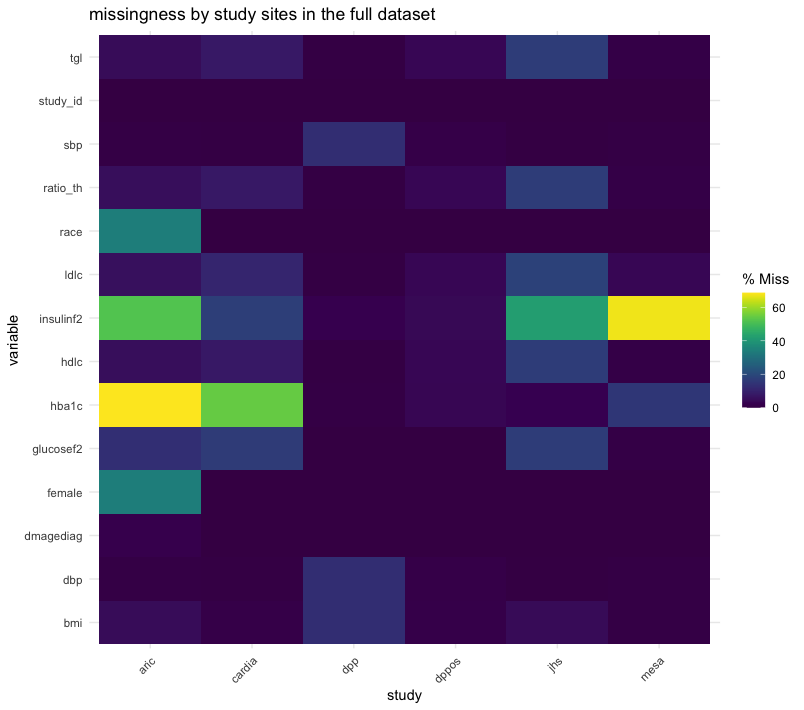 missingness by study sites in the full dataset
tgl
study_id
sbp
ratio_th
race
ldlc
insulinf2
hdlc
hba1c
glucosef2
female
dmagediag
dbp
bmi
variable
aric
cardia
dpp
dppos
jhs
mesa
study
% Miss
60
40
20
0